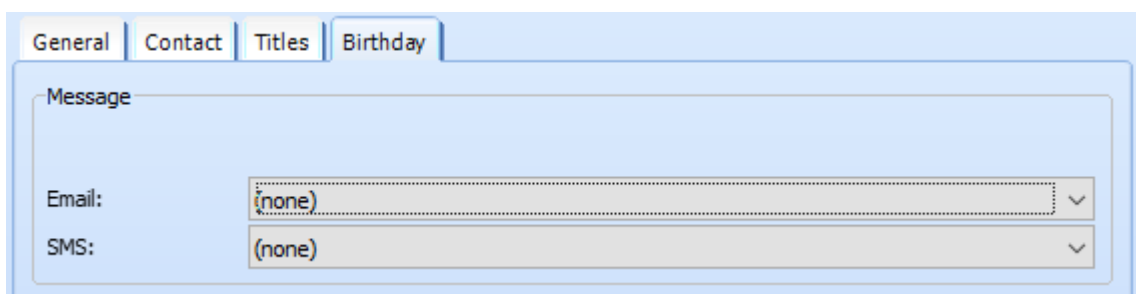 General Contact Titles Birthday
Message
Email: (none)
SMS: (none)